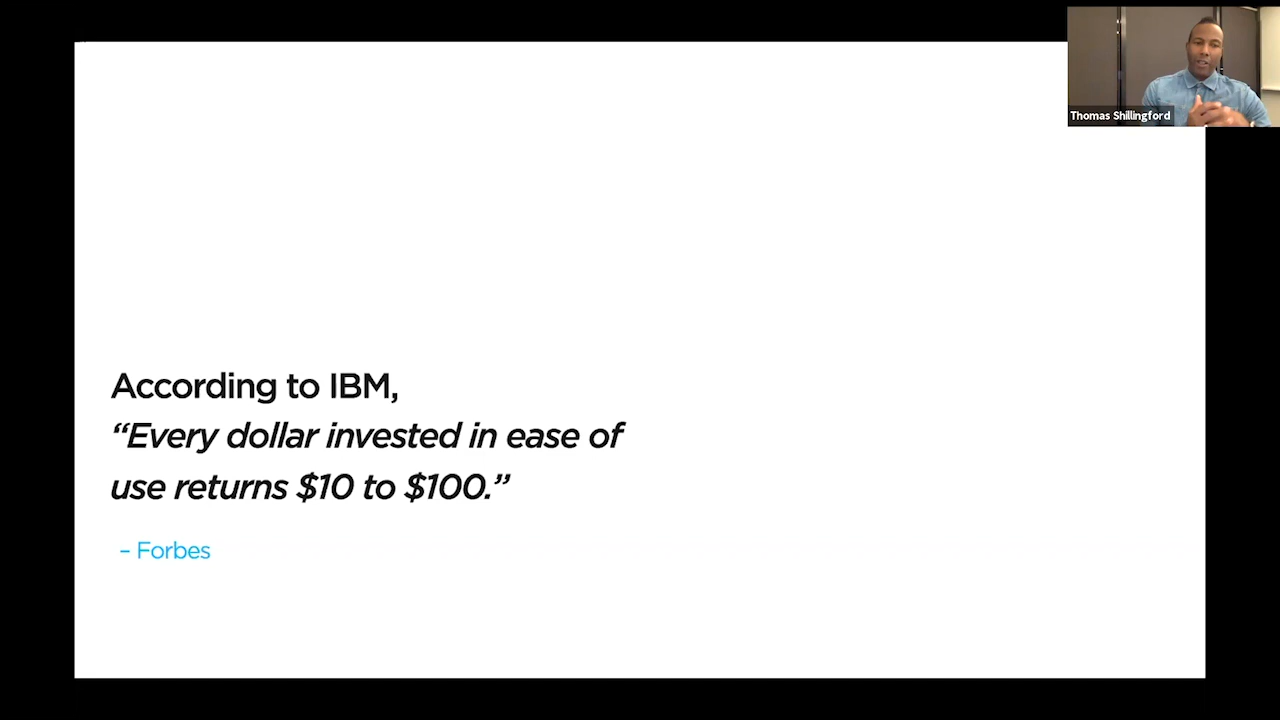 Thomas Shillingford
According to IBM,
“Every dollar invested in ease of
use returns $10 to $100.”
– Forbes